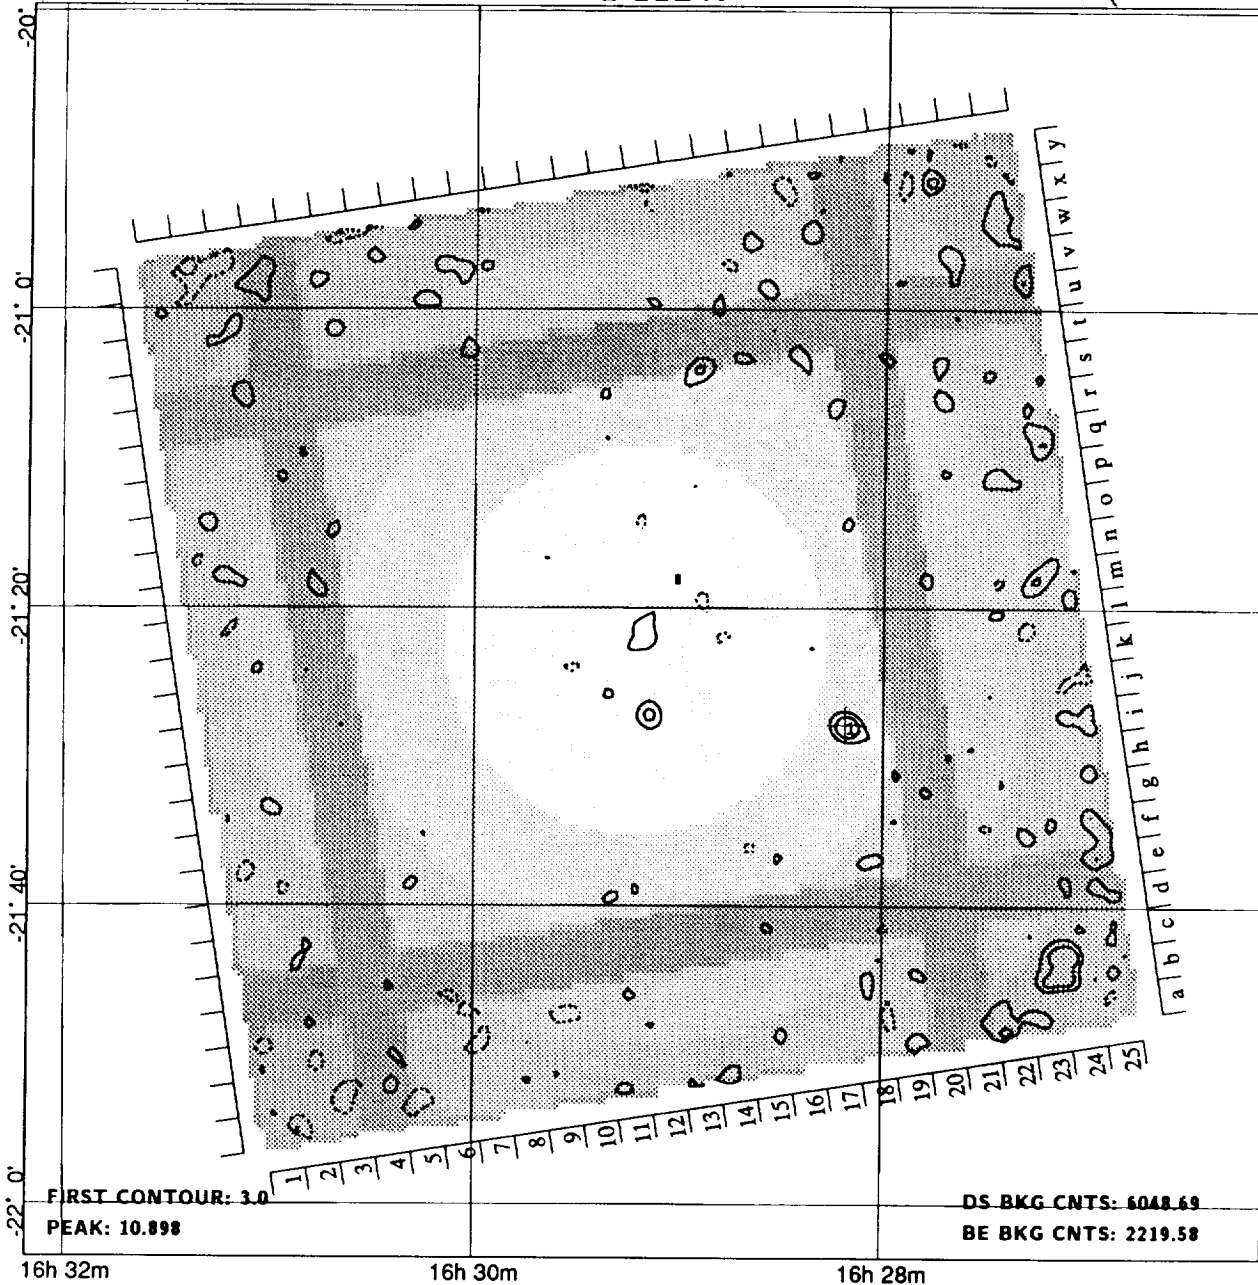 -20°
-21° 0'
-21° 20'
-21° 40'
-22° 0'
y
x
w
v
u
t
s
r
q
p
o
n
m
l
k
j
i
h
g
f
e
d
c
b
a
1 2 3 4 5 6 7 8 9 10 11 12 13 14 15 16 17 18 19 20 21 22 23 24 25
FIRST CONTOUR: 3.0
PEAK: 10.898
DS BKG CNTS: 6048.69
BE BKG CNTS: 2219.58
16h 32m
16h 30m
16h 28m